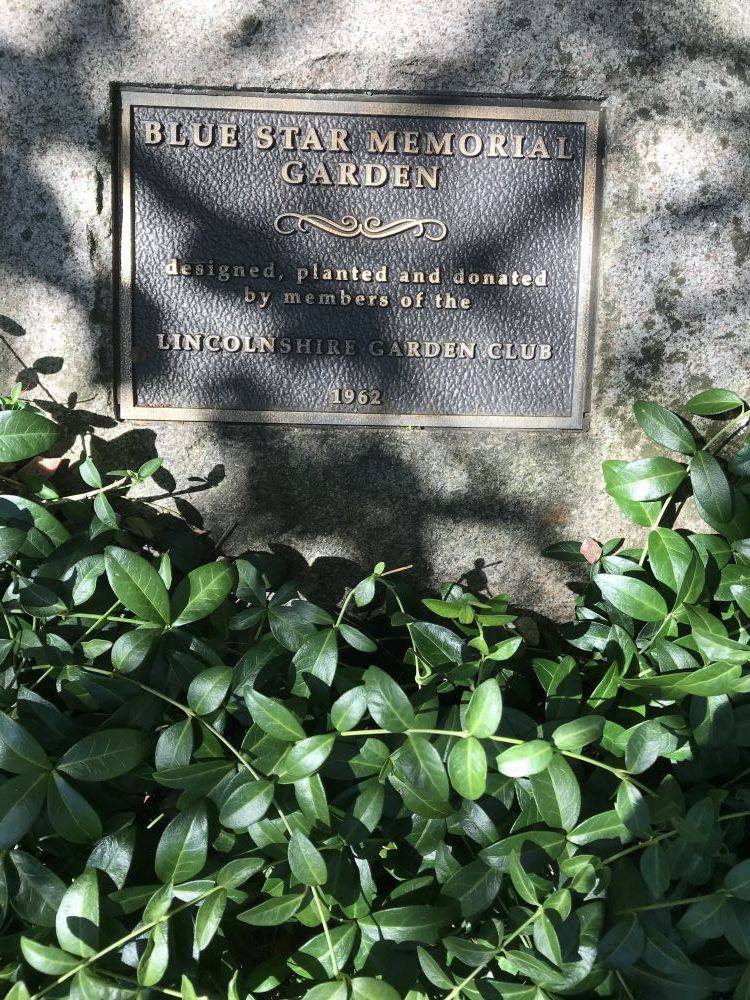 BLUE STAR MEMORIAL
GARDEN
designed, planted and donated
by members of the
LINCOLNSHIRE GARDEN CLUB
1962